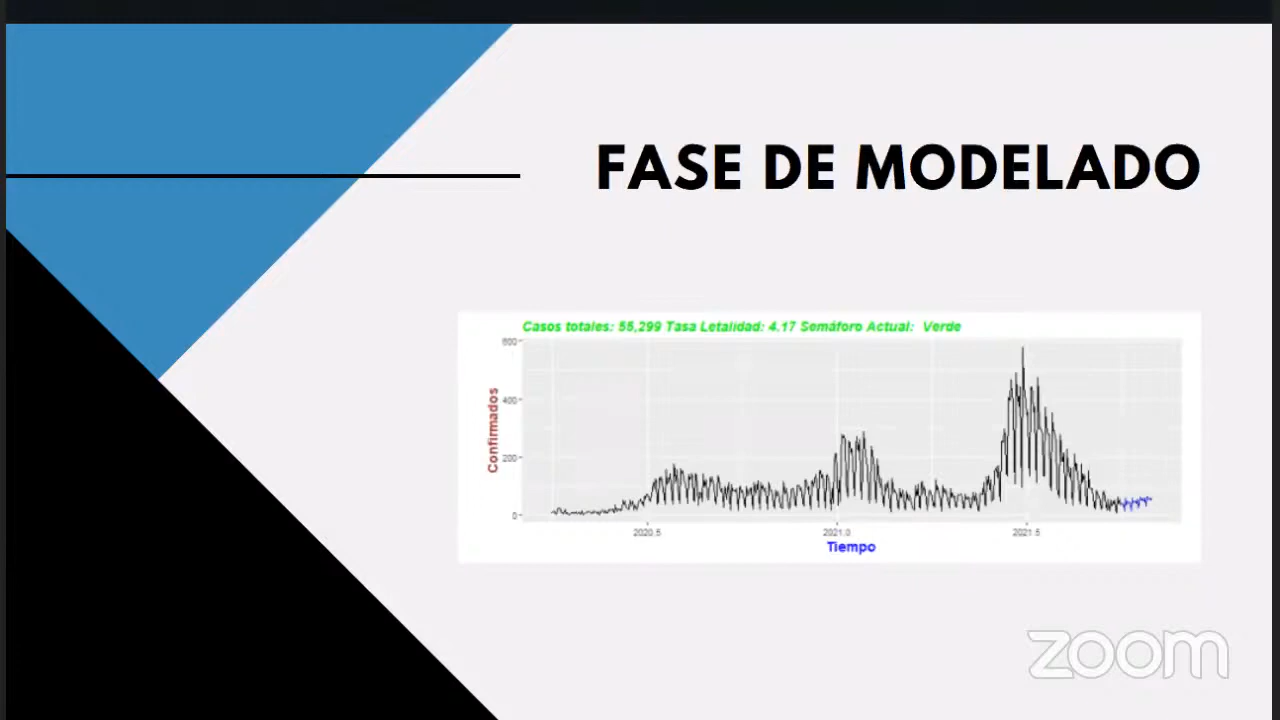 FASE DE MODELADO
Casos totales: 55,299 Tasa Letalidad: 4.17 Semáforo Actual: Verde
Confirmados
600
400
200
0
2020.5
2021.0
2021.5
Tiempo
zoom